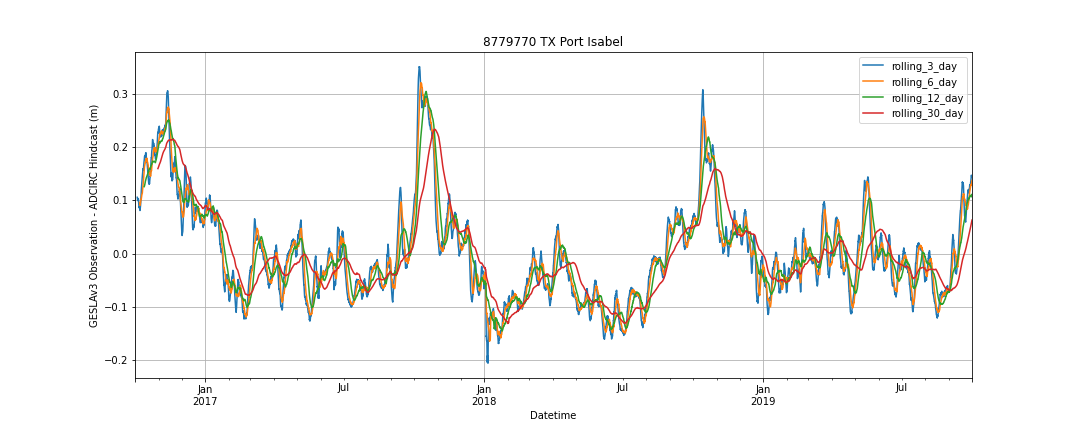 8779770 TX Port Isabel
GESLAv3 Observation - ADCIRC Hindcast (m)
0.3
0.2
0.1
0.0
−0.1
−0.2
rolling_3_day
rolling_6_day
rolling_12_day
rolling_30_day
Jan
2017
Jul
Jan
2018
Jul
Jan
2019
Jul
Datetime